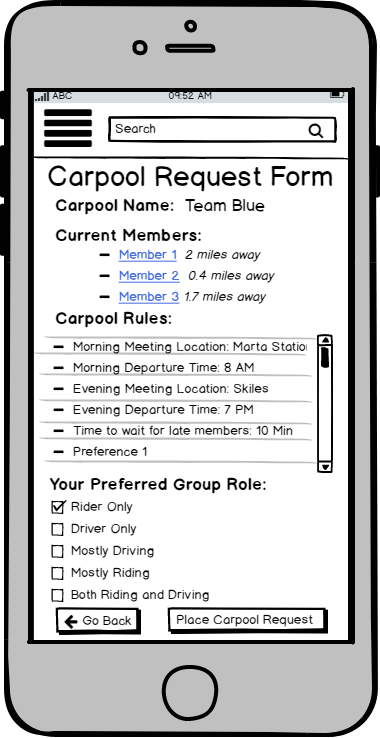 ABC 09:52 AM
Search
Carpool Request Form
Carpool Name: Team Blue
Current Members:
– Member 1 2 miles away
– Member 2 0.4 miles away
– Member 3 1.7 miles away
Carpool Rules:
– Morning Meeting Location: Marta Statio
– Morning Departure Time: 8 AM
– Evening Meeting Location: Skiles
– Evening Departure Time: 7 PM
– Time to wait for late members: 10 Min
– Preference 1
Your Preferred Group Role:
Rider Only
Driver Only
Mostly Driving
Mostly Riding
Both Riding and Driving
Go Back Place Carpool Request